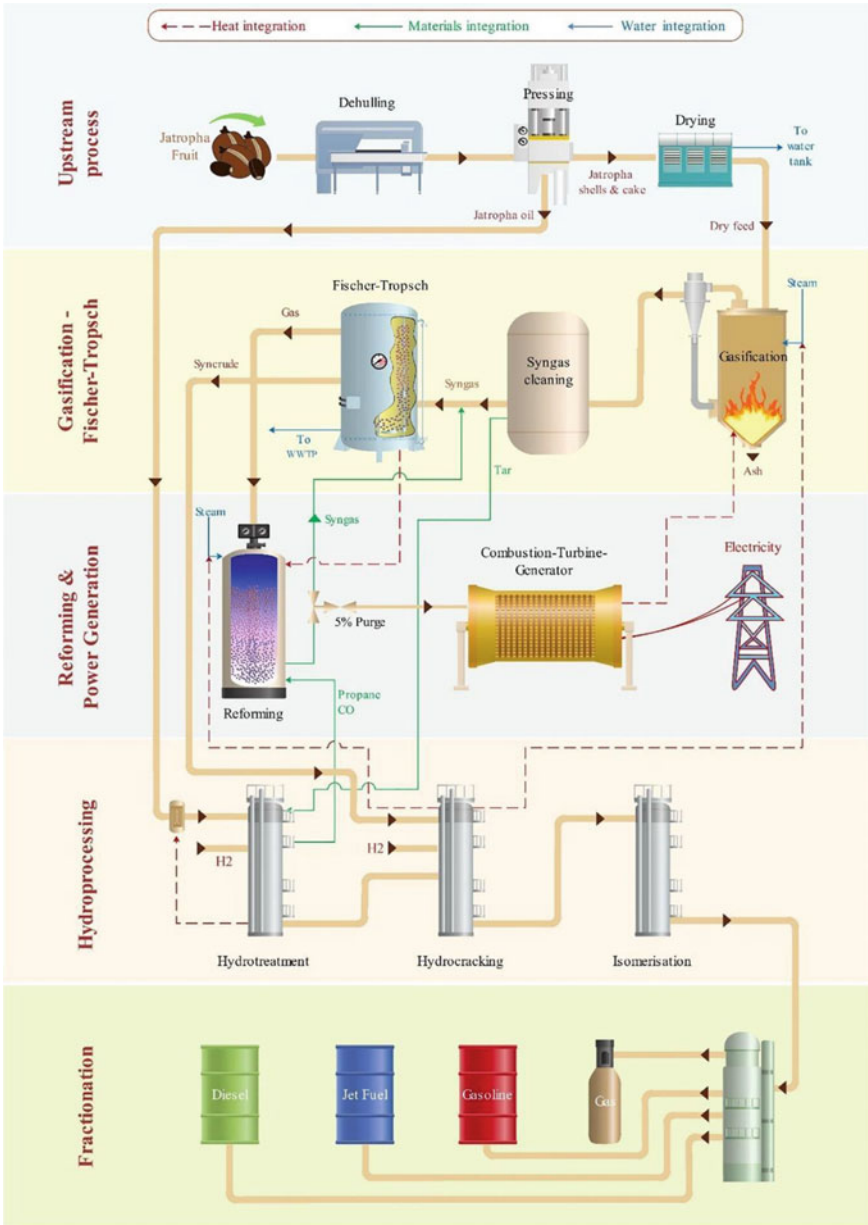 Heat integration
Materials integration
Water integration
Upstream
process
Jatropha
Fruit
Dehulling
Pressing
Drying
To
water
tank
Jatropha
shells & cake
Jatropha oil
Dry feed
Gasification -
Fischer-Tropsch
Fischer-Tropsch
Gas
Syncrude
Syngas
Syngas
cleaning
Steam
Gasification
To
WWTP
Tar
Ash
Reforming &
Power Generation
Steam
Syngas
Combustion-Turbine-
Generator
Electricity
5% Purge
Propane
CO
Reforming
Hydroprocessing
H2
H2
Hydrotreatment
Hydrocracking
Isomerisation
Fractionation
Diesel
Jet Fuel
Gasoline
Gas